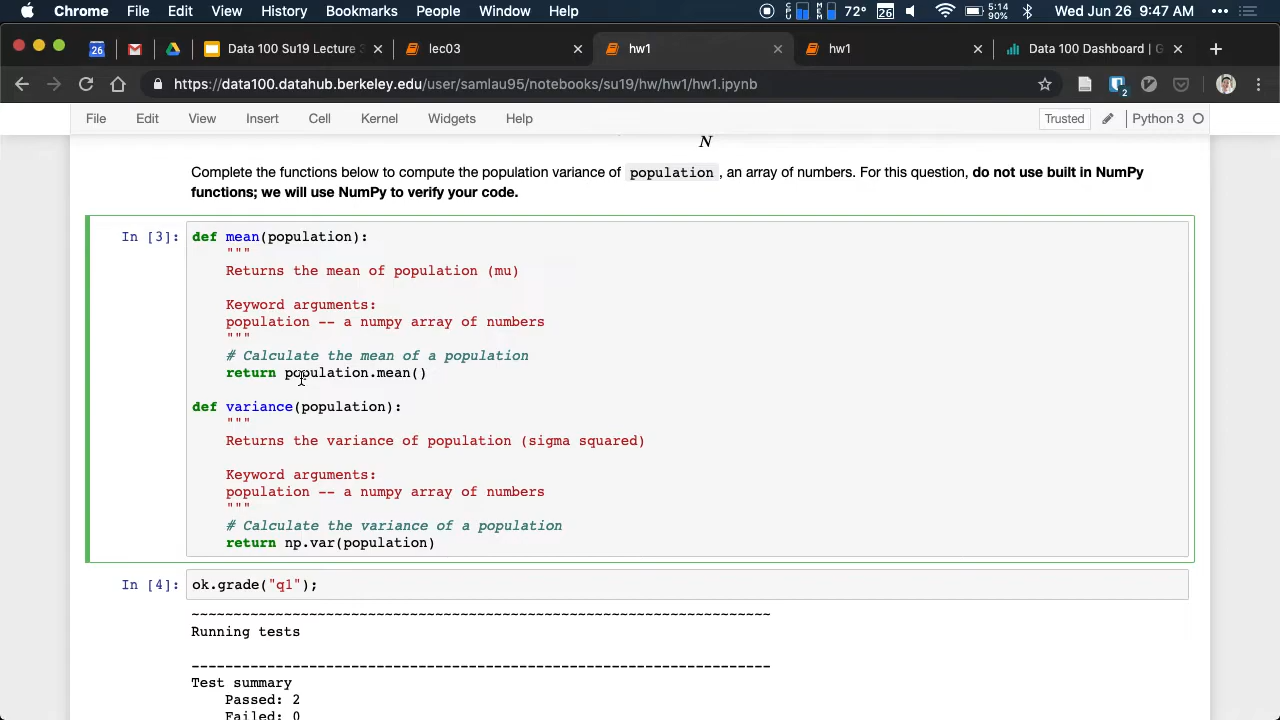 Chrome File Edit View History Bookmarks People Window Help 72° 26 5:14 90% Wed Jun 26 9:47 AM
26 Data 100 Su19 Lecture 3 lec03 hw1 hw1 Data 100 Dashboard | G
https://data100.datahub.berkeley.edu/user/samlau95/notebooks/su19/hw/hw1/hw1.ipynb 2
File Edit View Insert Cell Kernel Widgets Help Trusted Python 3
N
Complete the functions below to compute the population variance of population , an array of numbers. For this question, do not use built in NumPy
functions; we will use NumPy to verify your code.
In [3]: def mean(population):
"""
Returns the mean of population (mu)
Keyword arguments:
population -- a numpy array of numbers
"""
# Calculate the mean of a population
return population.mean()
def variance(population):
"""
Returns the variance of population (sigma squared)
Keyword arguments:
population -- a numpy array of numbers
"""
# Calculate the variance of a population
return np.var(population)
In [4]: ok.grade("q1");
~~~~~~~~~~~~~~~~~~~~~~~~~~~~~~~~~~~~~~~~~~~~~~~~~~~~~~~~~~~~~~~~~~~~~
Running tests
---------------------------------------------------------------------
Test summary
Passed: 2
Failed: 0